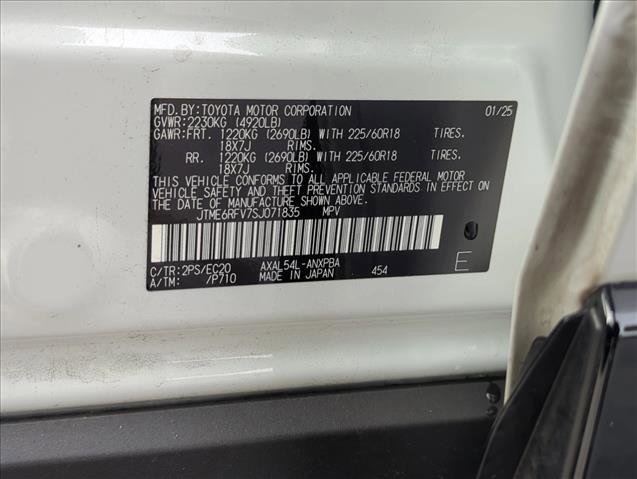 MFD.BY:TOYOTA MOTOR CORPORATION 01/25
GVWR:2230KG (4920LB)
GAWR:FRT. 1220KG (2690LB) WITH 225/60R18 TIRES.
18X7J RIMS.
RR. 1220KG (2690LB) WITH 225/60R18 TIRES.
18X7J RIMS.
THIS VEHICLE CONFORMS TO ALL APPLICABLE FEDERAL MOTOR
VEHICLE SAFETY AND THEFT PREVENTION STANDARDS IN EFFECT ON
THE DATE OF MANUFACTURE SHOWN ABOVE.
JTME6RFV7SJ071835 MPV
C/TR:2PS/EC20 AXAL54L-ANXPBA
A/TM: /P710 MADE IN JAPAN 454 E